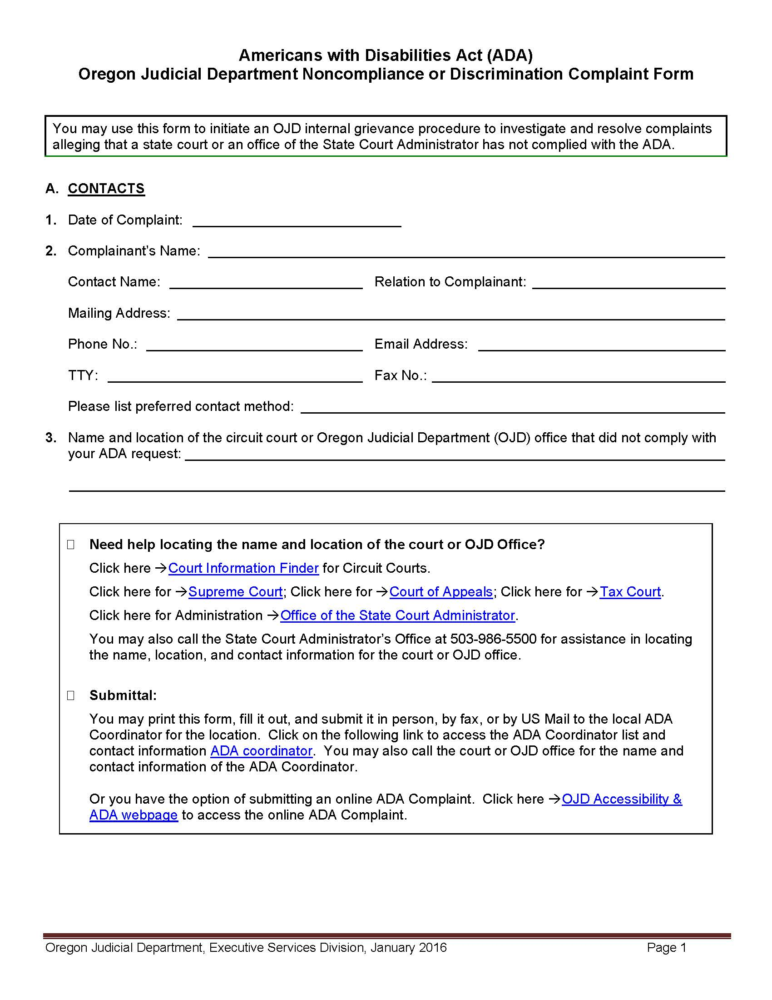 Americans with Disabilities Act (ADA)
Oregon Judicial Department Noncompliance or Discrimination Complaint Form
You may use this form to initiate an OJD internal grievance procedure to investigate and resolve complaints
alleging that a state court or an office of the State Court Administrator has not complied with the ADA.
A. CONTACTS
1. Date of Complaint:
2. Complainant’s Name:
Contact Name: Relation to Complainant:
Mailing Address:
Phone No.: Email Address:
TTY: Fax No.:
Please list preferred contact method:
3. Name and location of the circuit court or Oregon Judicial Department (OJD) office that did not comply with
your ADA request:
Need help locating the name and location of the court or OJD Office?
Click here →Court Information Finder for Circuit Courts.
Click here for →Supreme Court; Click here for →Court of Appeals; Click here for →Tax Court.
Click here for Administration →Office of the State Court Administrator.
You may also call the State Court Administrator’s Office at 503-986-5500 for assistance in locating
the name, location, and contact information for the court or OJD office.
Submittal:
You may print this form, fill it out, and submit it in person, by fax, or by US Mail to the local ADA
Coordinator for the location. Click on the following link to access the ADA Coordinator list and
contact information ADA coordinator. You may also call the court or OJD office for the name and
contact information of the ADA Coordinator.
Or you have the option of submitting an online ADA Complaint. Click here →OJD Accessibility &
ADA webpage to access the online ADA Complaint.
Oregon Judicial Department, Executive Services Division, January 2016 Page 1